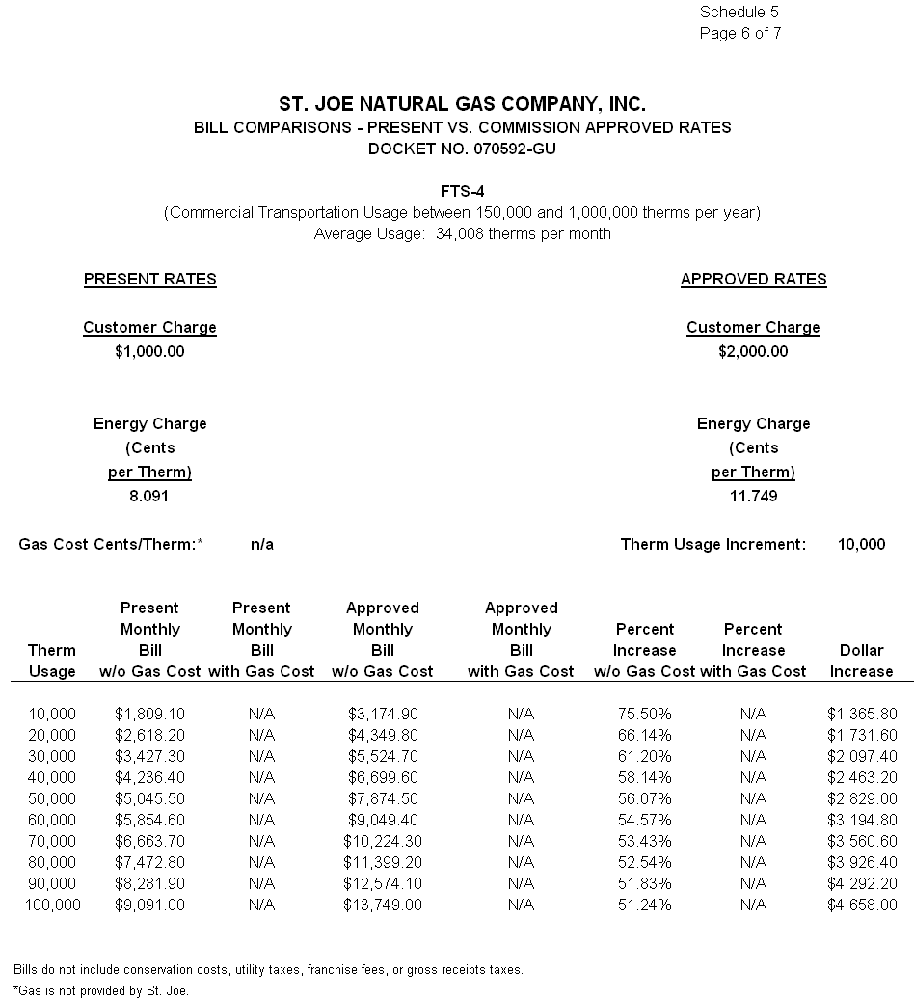 Schedule 5
Page 6 of 7
ST. JOE NATURAL GAS COMPANY, INC.
BILL COMPARISONS - PRESENT VS. COMMISSION APPROVED RATES
DOCKET NO. 070592-GU
FTS-4
(Commercial Transportation Usage between 150,000 and 1,000,000 therms per year)
Average Usage: 34,008 therms per month
PRESENT RATES APPROVED RATES
Customer Charge Customer Charge
$1,000.00 $2,000.00
Energy Charge Energy Charge
(Cents (Cents
per Therm) per Therm)
8.091 11.749
Gas Cost Cents/Therm:* n/a Therm Usage Increment: 10,000
Present Present Approved Approved
Monthly Monthly Monthly Monthly Percent Percent
Therm Bill Bill Bill Bill Increase Increase Dollar
Usage w/o Gas Cost with Gas Cost w/o Gas Cost with Gas Cost w/o Gas Cost with Gas Cost Increase
10,000 $1,809.10 N/A $3,174.90 N/A 75.50% N/A $1,365.80
20,000 $2,618.20 N/A $4,349.80 N/A 66.14% N/A $1,731.60
30,000 $3,427.30 N/A $5,524.70 N/A 61.20% N/A $2,097.40
40,000 $4,236.40 N/A $6,699.60 N/A 58.14% N/A $2,463.20
50,000 $5,045.50 N/A $7,874.50 N/A 56.07% N/A $2,829.00
60,000 $5,854.60 N/A $9,049.40 N/A 54.57% N/A $3,194.80
70,000 $6,663.70 N/A $10,224.30 N/A 53.43% N/A $3,560.60
80,000 $7,472.80 N/A $11,399.20 N/A 52.54% N/A $3,926.40
90,000 $8,281.90 N/A $12,574.10 N/A 51.83% N/A $4,292.20
100,000 $9,091.00 N/A $13,749.00 N/A 51.24% N/A $4,658.00
Bills do not include conservation costs, utility taxes, franchise fees, or gross receipts taxes.
*Gas is not provided by St. Joe.